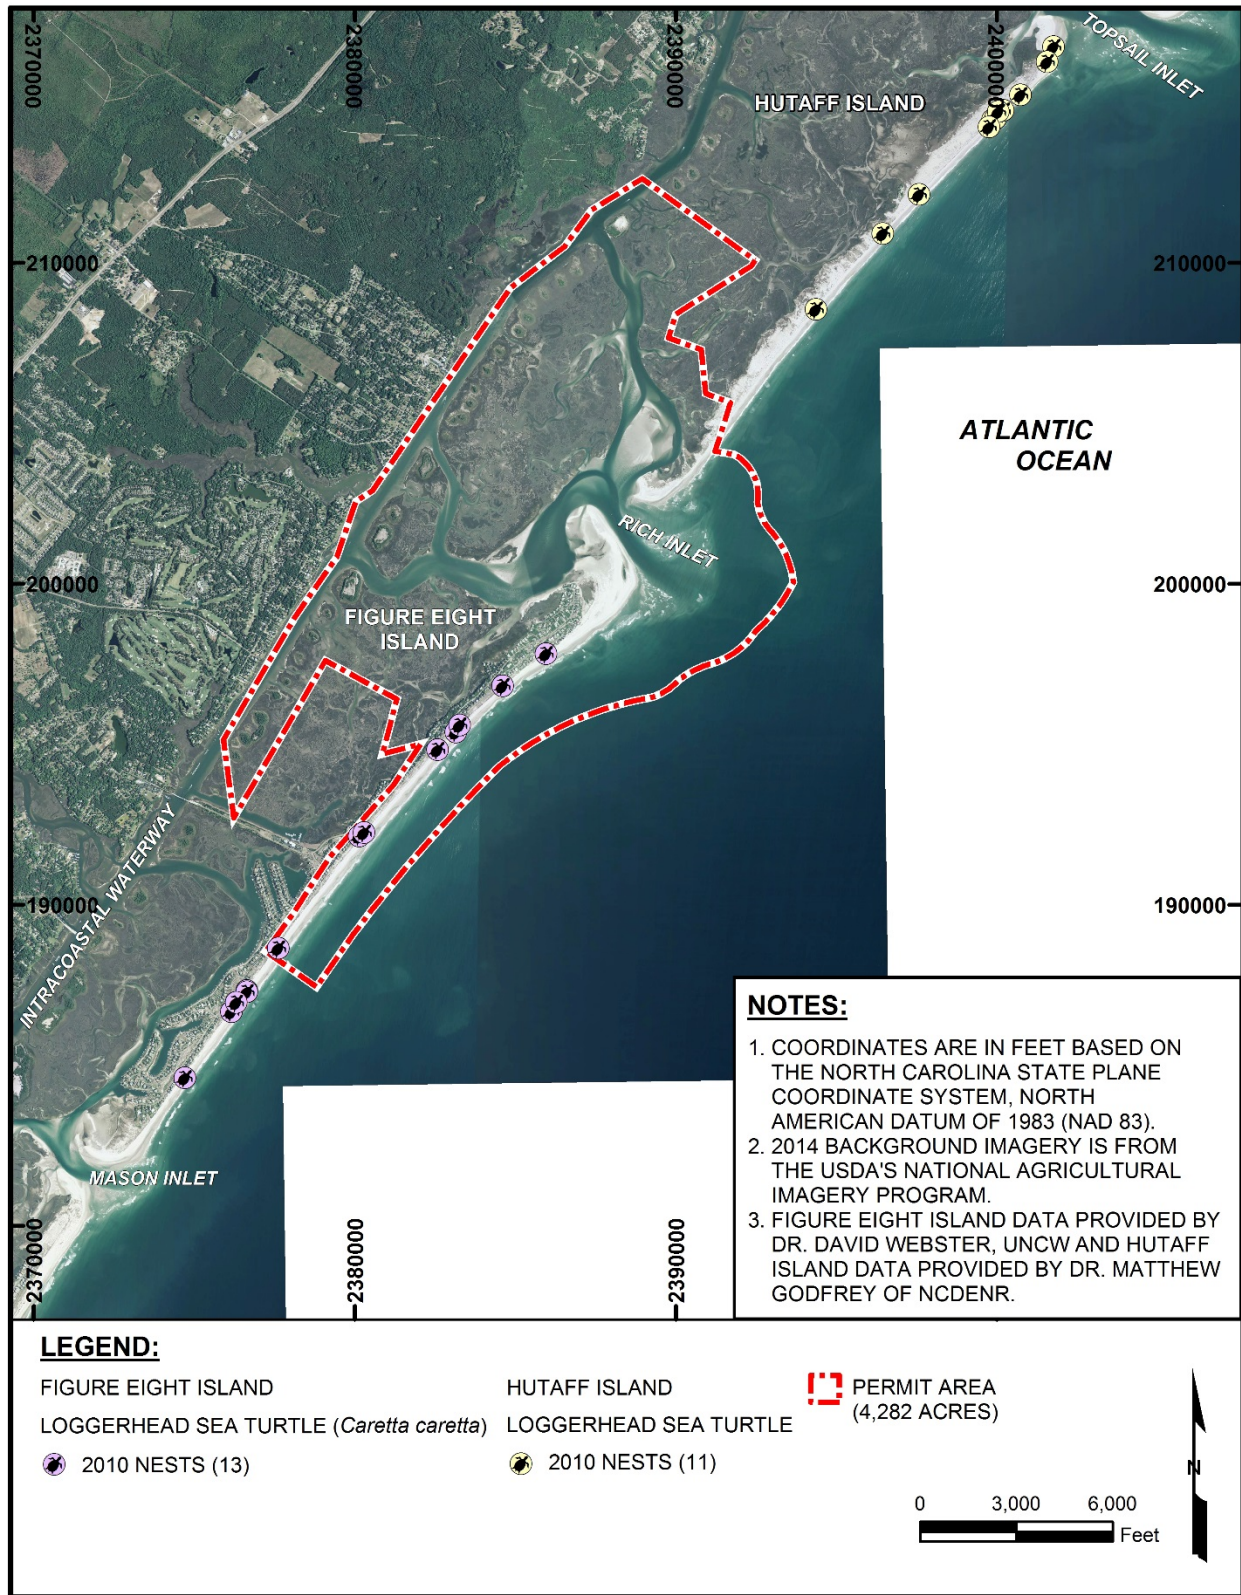 2370000
2380000
2390000
2400000
TOPSAIL INLET
HUTAFF ISLAND
210000
210000
ATLANTIC
OCEAN
RICH INLET
200000
200000
FIGURE EIGHT
ISLAND
INTRACOASTAL WATERWAY
190000
190000
MASON INLET
2370000
2380000
2390000
NOTES:
1. COORDINATES ARE IN FEET BASED ON
THE NORTH CAROLINA STATE PLANE
COORDINATE SYSTEM, NORTH
AMERICAN DATUM OF 1983 (NAD 83).
2. 2014 BACKGROUND IMAGERY IS FROM
THE USDA'S NATIONAL AGRICULTURAL
IMAGERY PROGRAM.
3. FIGURE EIGHT ISLAND DATA PROVIDED BY
DR. DAVID WEBSTER, UNCW AND HUTAFF
ISLAND DATA PROVIDED BY DR. MATTHEW
GODFREY OF NCDENR.
LEGEND:
FIGURE EIGHT ISLAND
LOGGERHEAD SEA TURTLE (Caretta caretta)
2010 NESTS (13)
HUTAFF ISLAND
LOGGERHEAD SEA TURTLE
2010 NESTS (11)
PERMIT AREA
(4,282 ACRES)
0 3,000 6,000
Feet
N